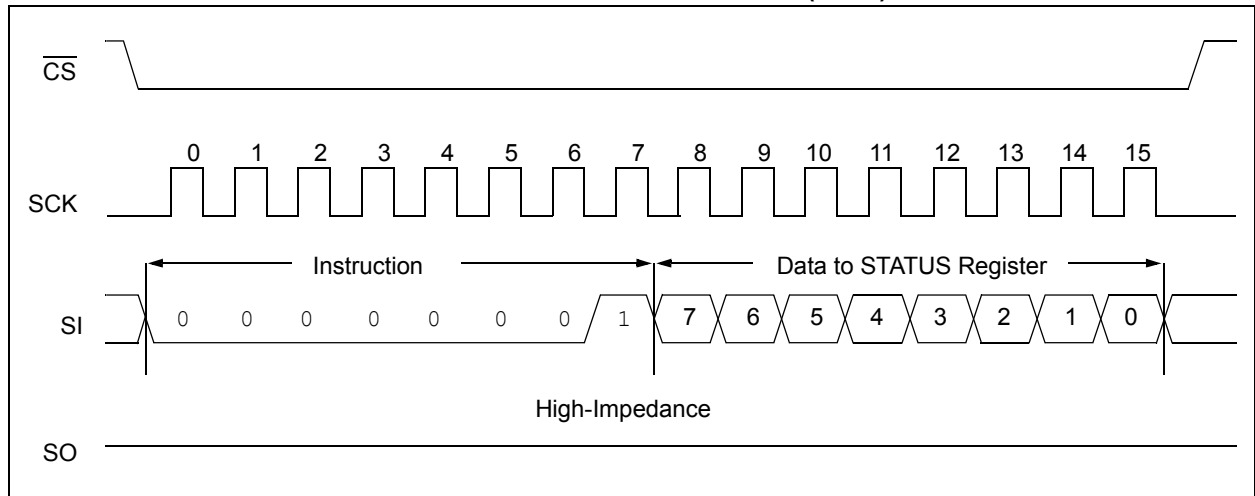 CS
0 1 2 3 4 5 6 7 8 9 10 11 12 13 14 15
SCK
Instruction Data to STATUS Register
SI 0 0 0 0 0 0 0 1 7 6 5 4 3 2 1 0
High-Impedance
SO